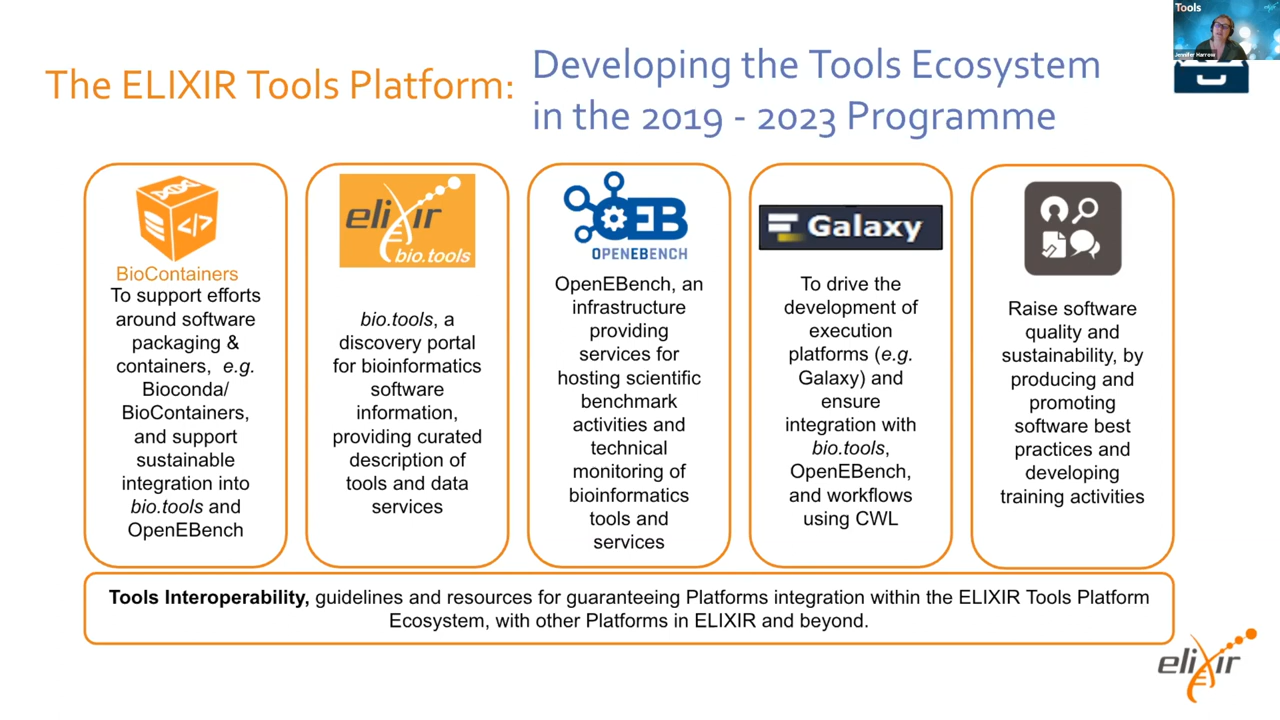 Tools
Jennifer Harrow
The ELIXIR Tools Platform:
Developing the Tools Ecosystem
in the 2019 - 2023 Programme
BioContainers
To support efforts
around software
packaging &
containers, e.g.
Bioconda/
BioContainers,
and support
sustainable
integration into
bio.tools and
OpenEBench
elixir
bio.tools
bio.tools, a
discovery portal
for bioinformatics
software
information,
providing curated
description of
tools and data
services
OEB
OPENEBENCH
OpenEBench, an
infrastructure
providing
services for
hosting scientific
benchmark
activities and
technical
monitoring of
bioinformatics
tools and
services
Galaxy
To drive the
development of
execution
platforms (e.g.
Galaxy) and
ensure
integration with
bio.tools,
OpenEBench,
and workflows
using CWL
Raise software
quality and
sustainability, by
producing and
promoting
software best
practices and
developing
training activities
Tools Interoperability, guidelines and resources for guaranteeing Platforms integration within the ELIXIR Tools Platform
Ecosystem, with other Platforms in ELIXIR and beyond.
elixir